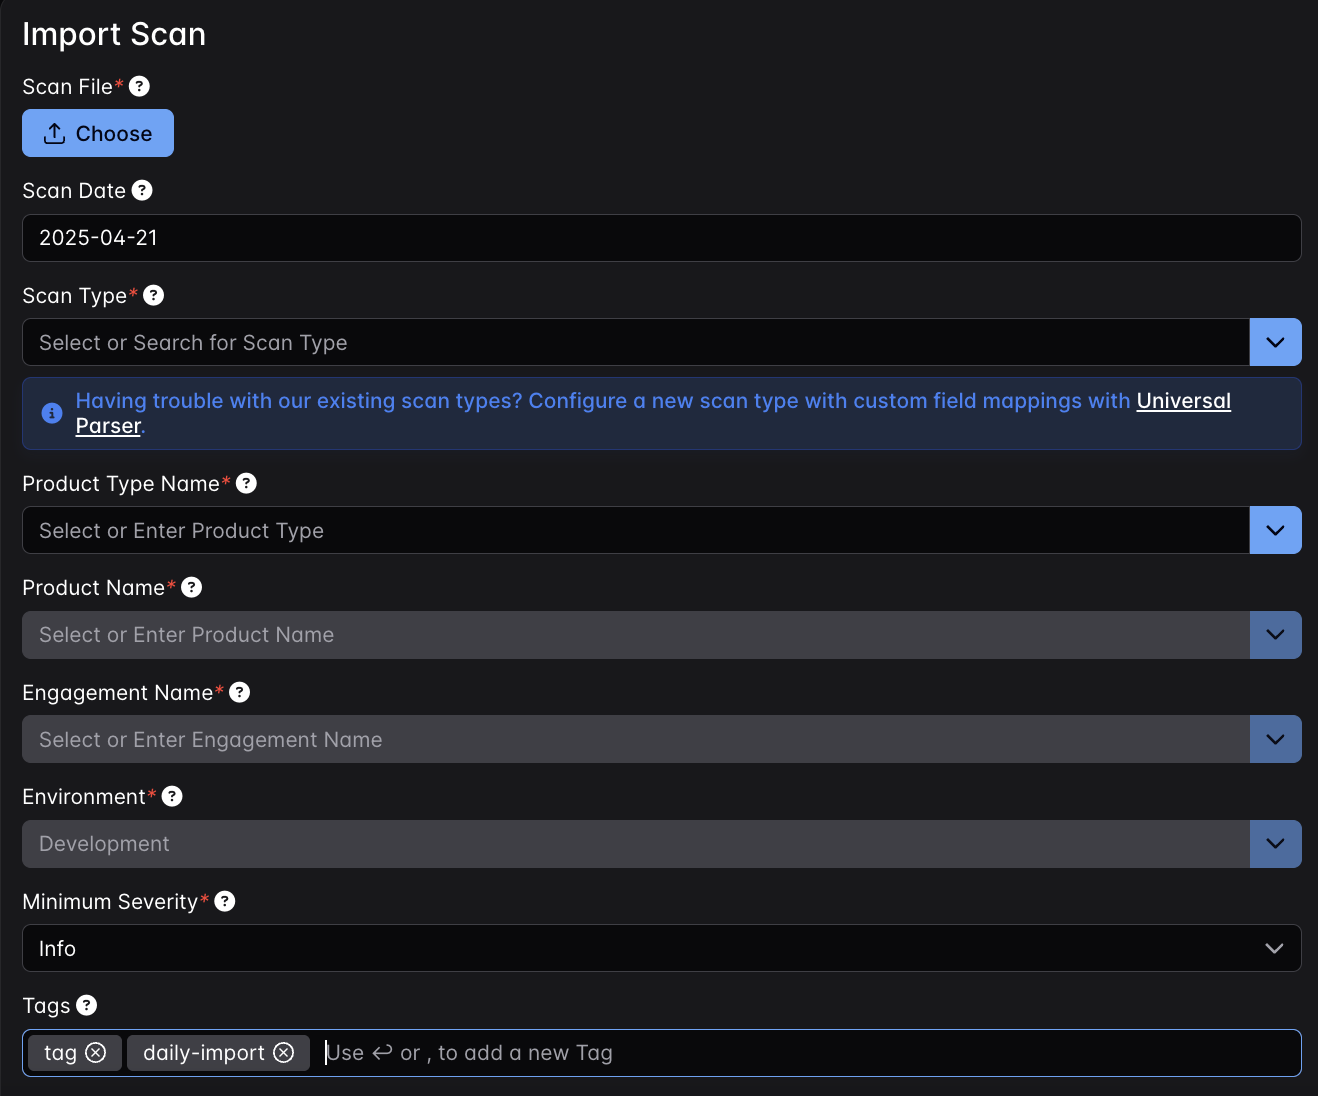 Import Scan
Scan File*
Choose
Scan Date
2025-04-21
Scan Type*
Select or Search for Scan Type
Having trouble with our existing scan types? Configure a new scan type with custom field mappings with Universal
Parser.
Product Type Name*
Select or Enter Product Type
Product Name*
Select or Enter Product Name
Engagement Name*
Select or Enter Engagement Name
Environment*
Development
Minimum Severity*
Info
Tags
tag daily-import Use ↩ or , to add a new Tag